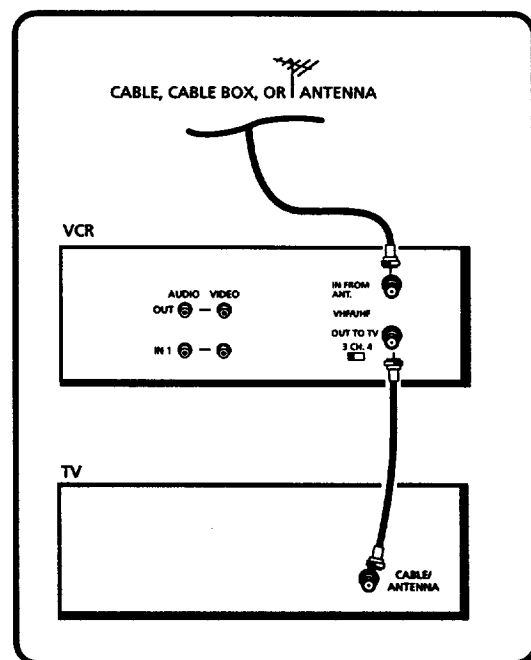 CABLE, CABLE BOX, OR ANTENNA
VCR
AUDIO VIDEO
OUT
IN 1
IN FROM
ANT.
VHF/UHF
OUT TO TV
3 CH. 4
TV
CABLE/
ANTENNA